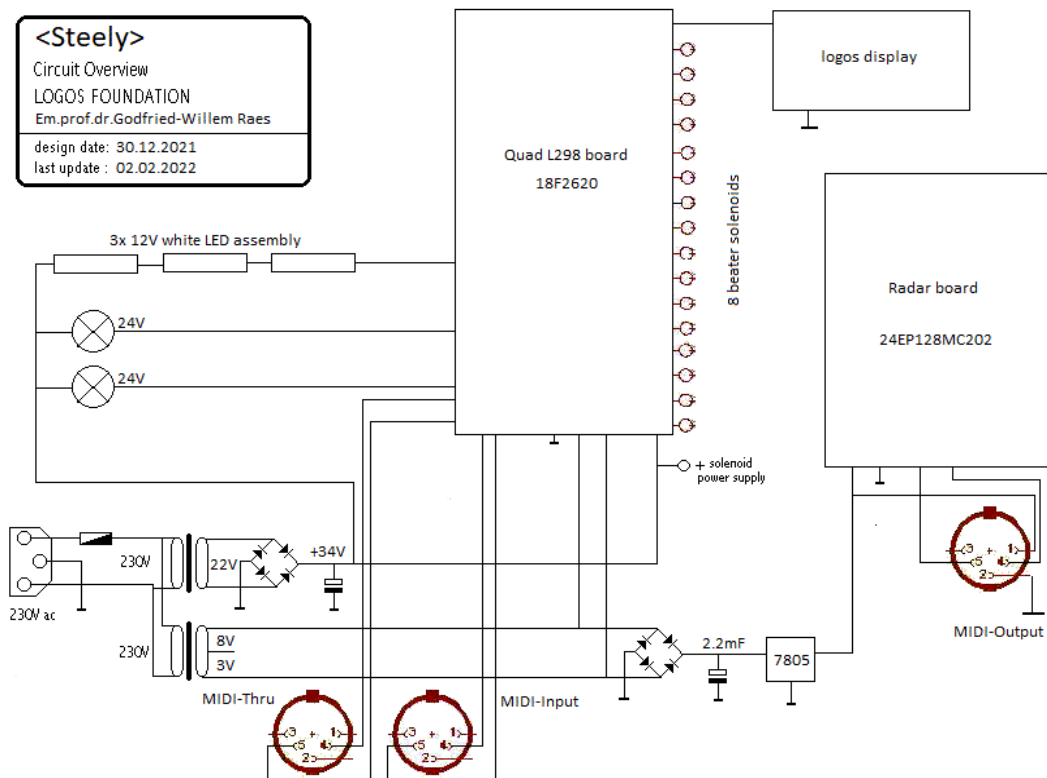 <Steely>
Circuit Overview
LOGOS FOUNDATION
Em.prof.dr.Godfried-Willem Raes
design date: 30.12.2021
last update : 02.02.2022
logos display
Quad L298 board
18F2620
8 beater solenoids
Radar board
24EP128MC202
3x 12V white LED assembly
24V
24V
+ solenoid
power supply
230V
22V
+34V
230V ac
230V
8V
3V
2.2mF
7805
MIDI-Output
MIDI-Thru
MIDI-Input
3 + 1
5 4
2
3 + 1
5 4
2
3 + 1
5 4
2